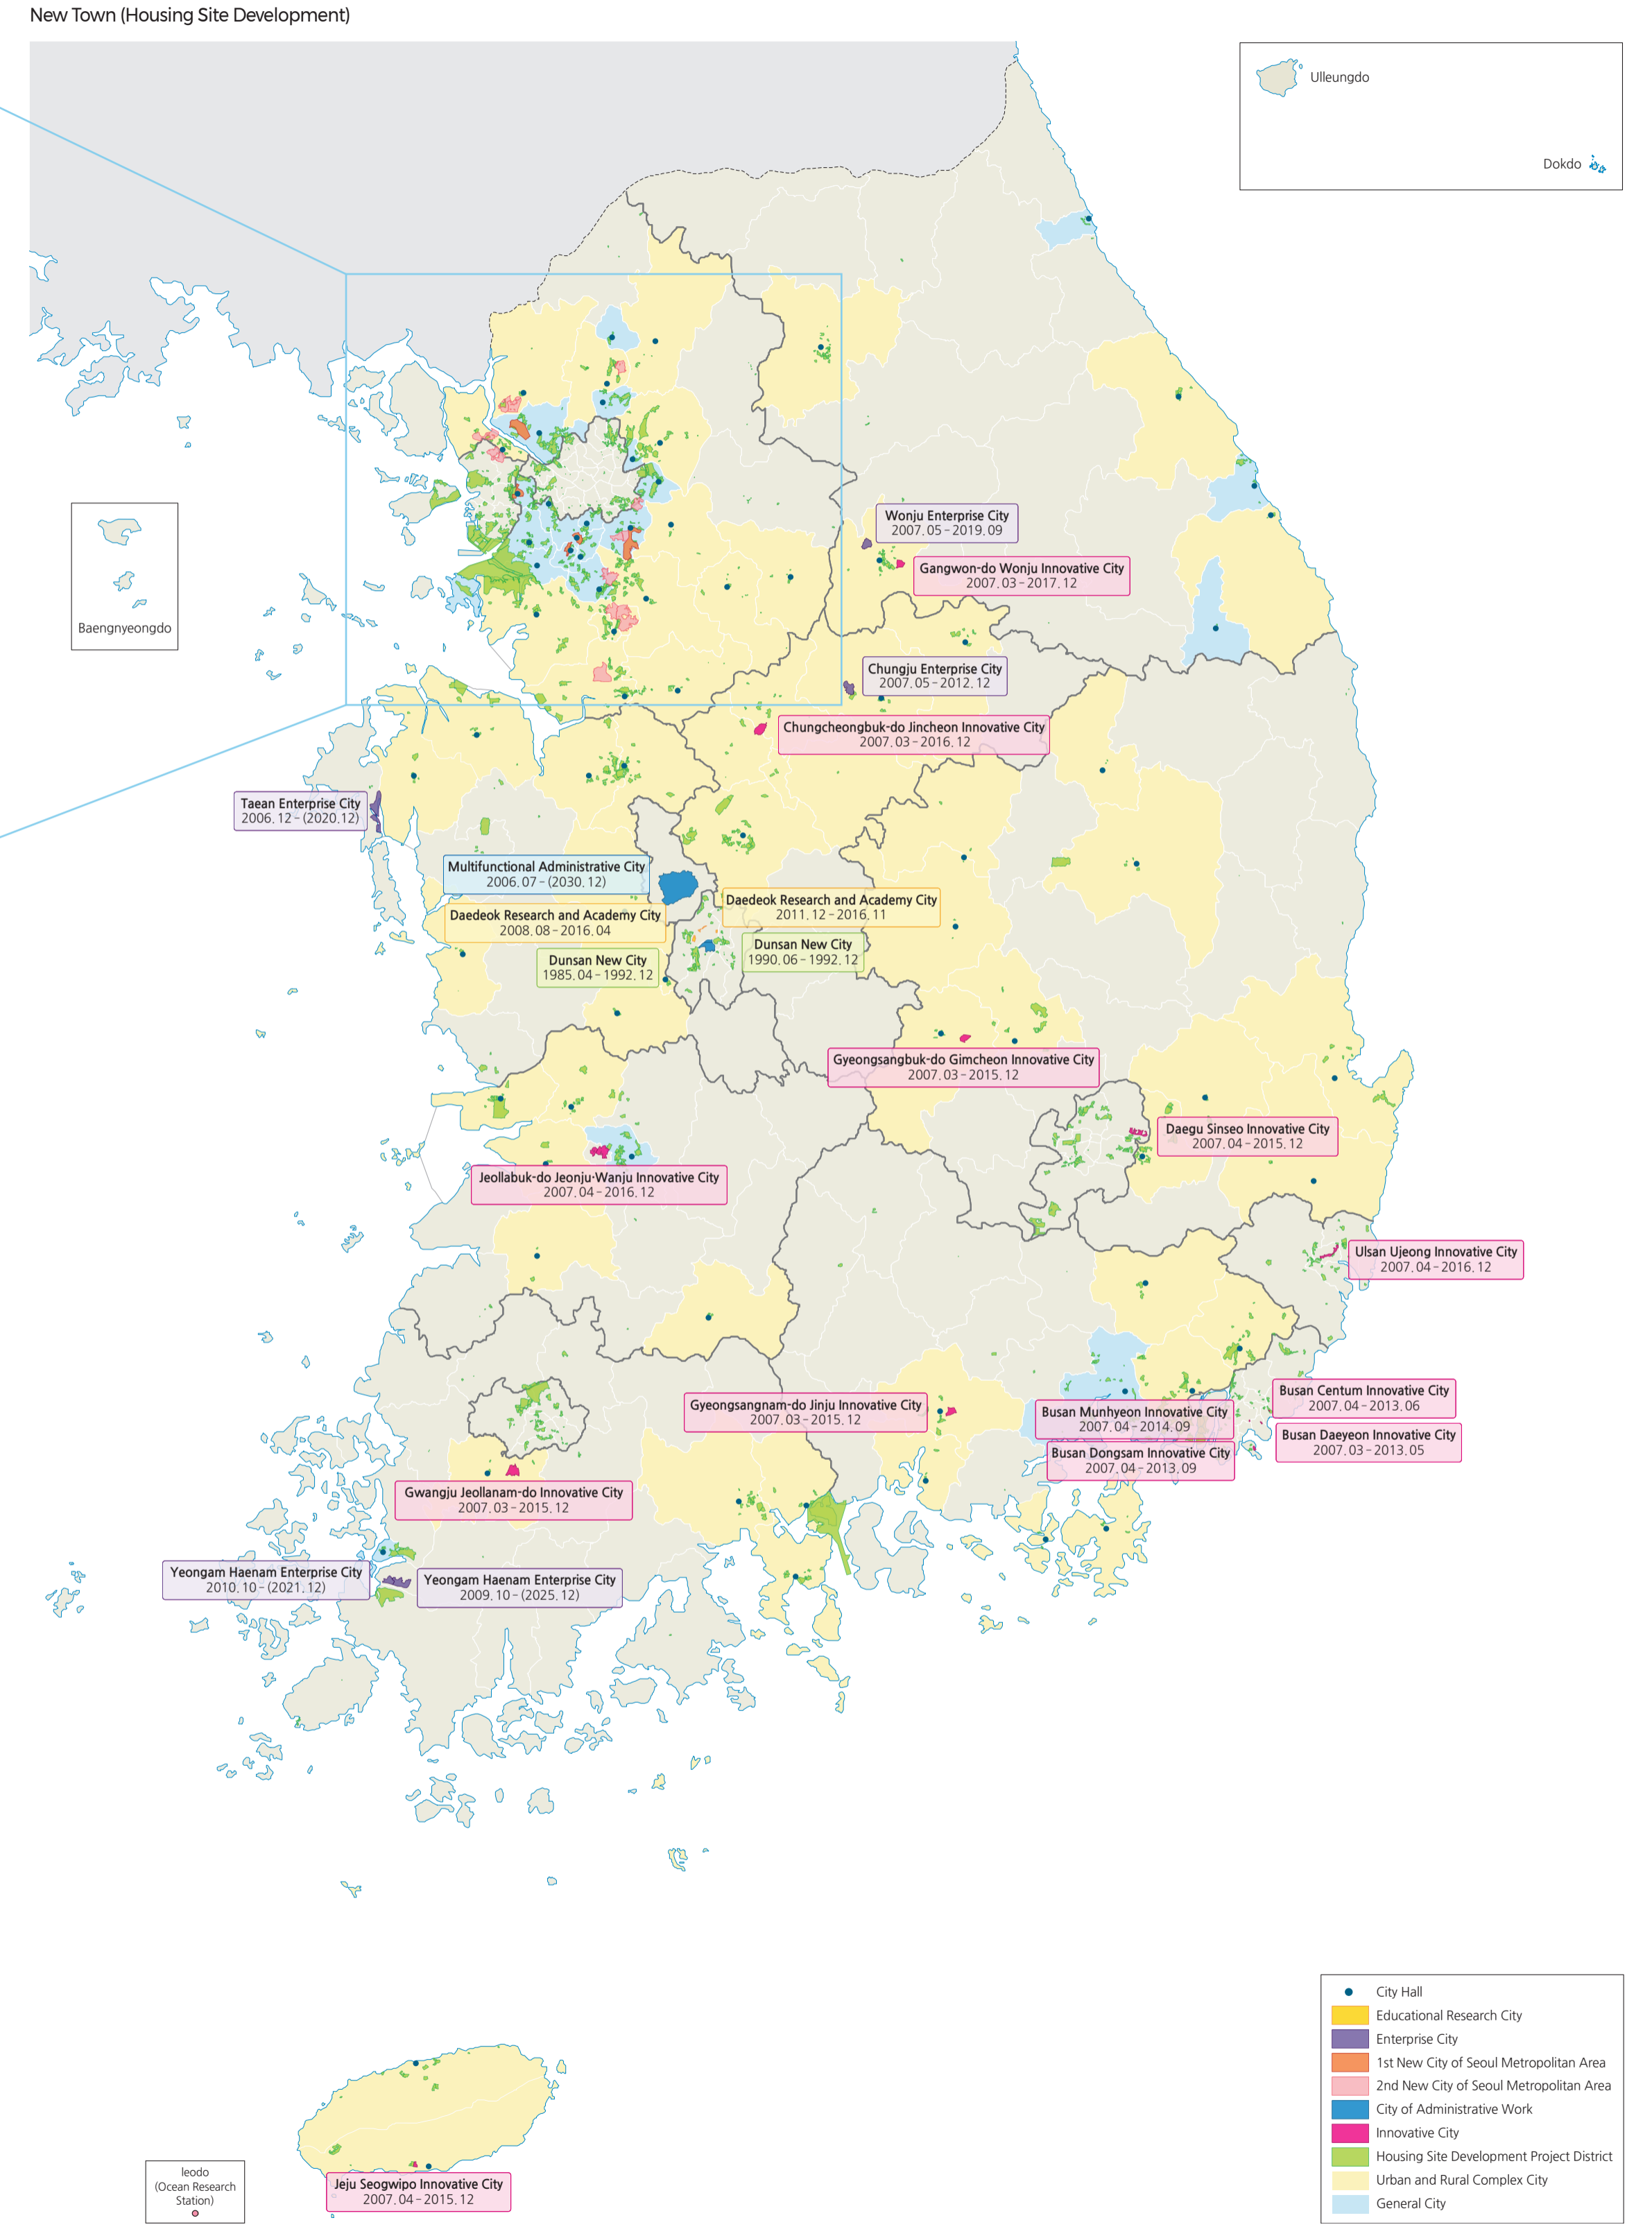 New Town (Housing Site Development)
Ulleungdo
Dokdo
Baengnyeongdo
Wonju Enterprise City
2007. 05 – 2019. 09
Gangwon-do Wonju Innovative City
2007. 03 – 2017. 12
Chungju Enterprise City
2007. 05 – 2012. 12
Chungcheongbuk-do Jincheon Innovative City
2007. 03 – 2016. 12
Taean Enterprise City
2006. 12 – (2020. 12)
Multifunctional Administrative City
2006. 07 – (2030. 12)
Daedeok Research and Academy City
2011. 12 – 2016. 11
Daedeok Research and Academy City
2008. 08 – 2016. 04
Dunsan New City
1990. 06 – 1992. 12
Dunsan New City
1985. 04 – 1992. 12
Gyeongsangbuk-do Gimcheon Innovative City
2007. 03 – 2015. 12
Daegu Sinseo Innovative City
2007. 04 – 2015. 12
Jeollabuk-do Jeonju·Wanju Innovative City
2007. 04 – 2016. 12
Ulsan Ujeong Innovative City
2007. 04 – 2016. 12
Gyeongsangnam-do Jinju Innovative City
2007. 03 – 2015. 12
Busan Munhyeon Innovative City
2007. 04 – 2014. 09
Busan Centum Innovative City
2007. 04 – 2013. 06
Busan Dongsam Innovative City
2007. 04 – 2013. 09
Busan Daeyeon Innovative City
2007. 03 – 2013. 05
Gwangju Jeollanam-do Innovative City
2007. 03 – 2015. 12
Yeongam Haenam Enterprise City
2010. 10 – (2021. 12)
Yeongam Haenam Enterprise City
2009. 10 – (2025. 12)
Jeju Seogwipo Innovative City
2007. 04 – 2015. 12
Ieodo
(Ocean Research
Station)
City Hall
Educational Research City
Enterprise City
1st New City of Seoul Metropolitan Area
2nd New City of Seoul Metropolitan Area
City of Administrative Work
Innovative City
Housing Site Development Project District
Urban and Rural Complex City
General City